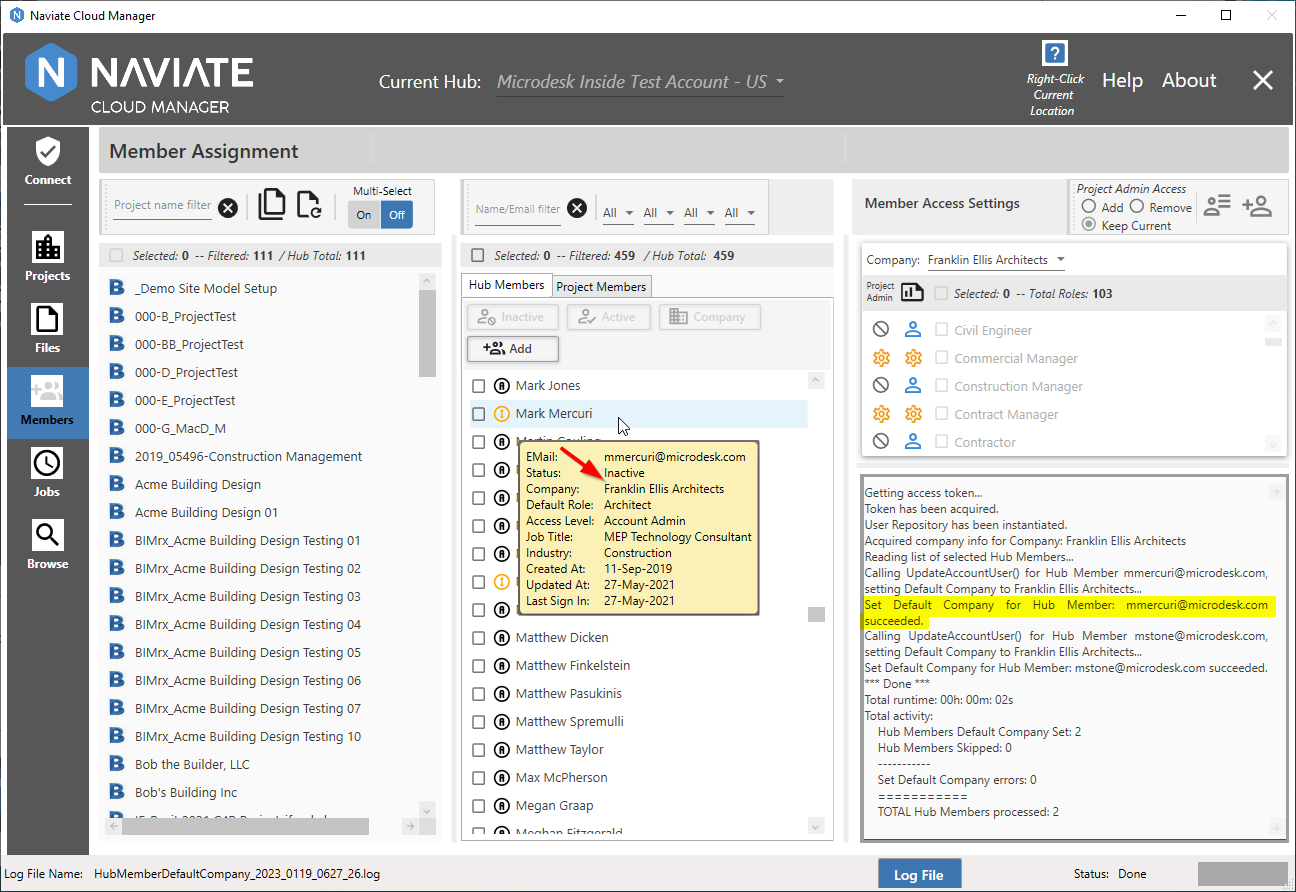 Naviate Cloud Manager
NAVIATE
CLOUD MANAGER
Current Hub: Microdesk Inside Test Account - US
?
Right-Click
Current
Location
Help About
Connect
Projects
Files
Members
Jobs
Browse
Member Assignment
Project name filter
Multi-Select
On Off
Selected: 0 -- Filtered: 111 / Hub Total: 111
_Demo Site Model Setup
000-B_ProjectTest
000-BB_ProjectTest
000-D_ProjectTest
000-E_ProjectTest
000-G_MacD_M
2019_05496-Construction Management
Acme Building Design
Acme Building Design 01
BIMrx_Acme Building Design Testing 01
BIMrx_Acme Building Design Testing 02
BIMrx_Acme Building Design Testing 03
BIMrx_Acme Building Design Testing 04
BIMrx_Acme Building Design Testing 05
BIMrx_Acme Building Design Testing 06
BIMrx_Acme Building Design Testing 07
BIMrx_Acme Building Design Testing 10
Bob the Builder, LLC
Bob's Building Inc
Name/Email filter
All All All All
Selected: 0 -- Filtered: 459 / Hub Total: 459
Hub Members Project Members
Inactive Active Company
Add
Mark Jones
Mark Mercuri
EMail: mmercuri@microdesk.com
Status: Inactive
Company: Franklin Ellis Architects
Default Role: Architect
Access Level: Account Admin
Job Title: MEP Technology Consultant
Industry: Construction
Created At: 11-Sep-2019
Updated At: 27-May-2021
Last Sign In: 27-May-2021
Matthew Dicken
Matthew Finkelstein
Matthew Pasukinis
Matthew Spremulli
Matthew Taylor
Max McPherson
Megan Graap
Meghan Fitzgerald
Member Access Settings
Project Admin Access
Add Remove
Keep Current
Company: Franklin Ellis Architects
Project
Admin
Selected: 0 -- Total Roles: 103
Civil Engineer
Commercial Manager
Construction Manager
Contract Manager
Contractor
Getting access token...
Token has been acquired.
User Repository has been instantiated.
Acquired company info for Company: Franklin Ellis Architects
Reading list of selected Hub Members...
Calling UpdateAccountUser() for Hub Member mmercuri@microdesk.com,
setting Default Company to Franklin Ellis Architects...
Set Default Company for Hub Member: mmercuri@microdesk.com
succeeded.
Calling UpdateAccountUser() for Hub Member mstone@microdesk.com,
setting Default Company to Franklin Ellis Architects...
Set Default Company for Hub Member: mstone@microdesk.com succeeded.
*** Done ***
Total runtime: 00h: 00m: 02s
Total activity:
Hub Members Default Company Set: 2
Hub Members Skipped: 0
-----------
Set Default Company errors: 0
===========
TOTAL Hub Members processed: 2
Log File Name: HubMemberDefaultCompany_2023_0119_0627_26.log
Log File
Status: Done